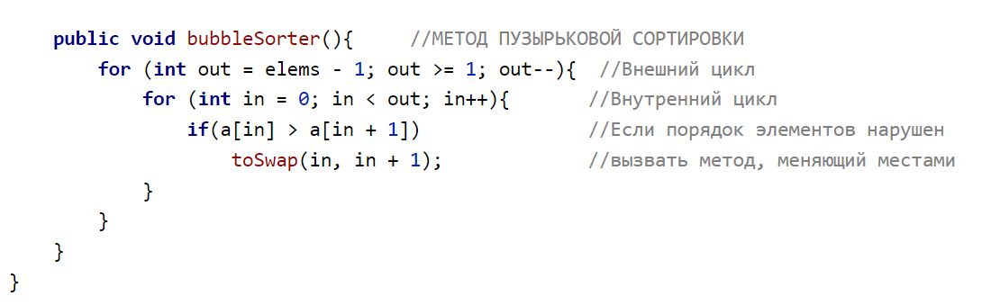 public void bubbleSorter(){ //МЕТОД ПУЗЫРЬКОВОЙ СОРТИРОВКИ
for (int out = elems - 1; out >= 1; out--){ //Внешний цикл
for (int in = 0; in < out; in++){ //Внутренний цикл
if(a[in] > a[in + 1]) //Если порядок элементов нарушен
toSwap(in, in + 1); //вызвать метод, меняющий местами
}
}
}
}